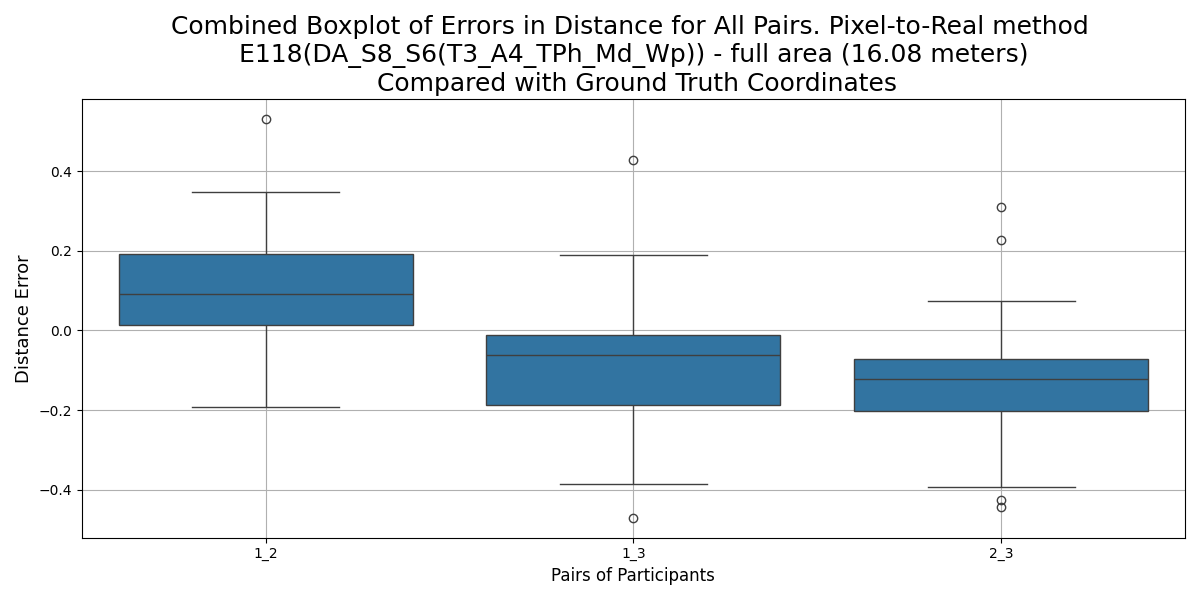 Combined Boxplot of Errors in Distance for All Pairs. Pixel-to-Real method
E118(DA_S8_S6(T3_A4_TPh_Md_Wp)) - full area (16.08 meters)
Compared with Ground Truth Coordinates
Distance Error
0.4
0.2
0.0
−0.2
−0.4
1_2
1_3
2_3
Pairs of Participants